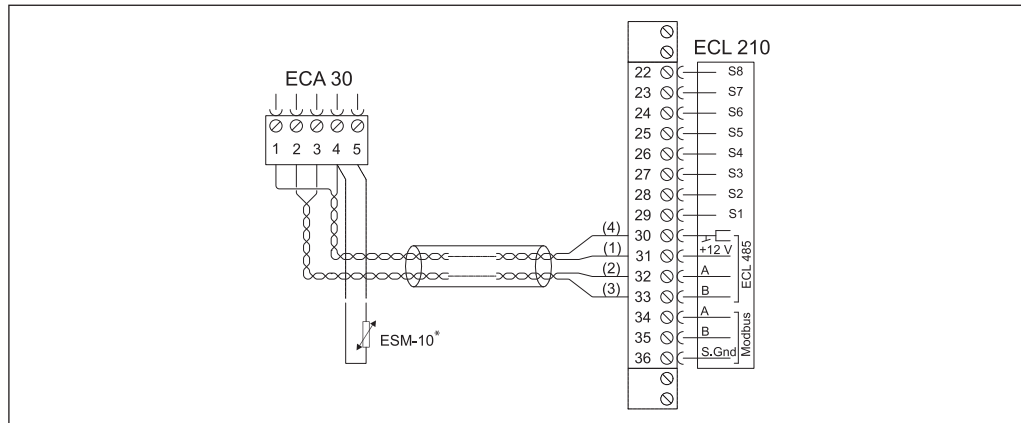 ECA 30
1 2 3 4 5
ESM-10*
ECL 210
22 S8
23 S7
24 S6
25 S5
26 S4
27 S3
28 S2
29 S1
(4) 30
(1) 31 +12 V
(2) 32 A
(3) 33 B
ECL 485
34 A
35 B
36 S.Gnd
Modbus